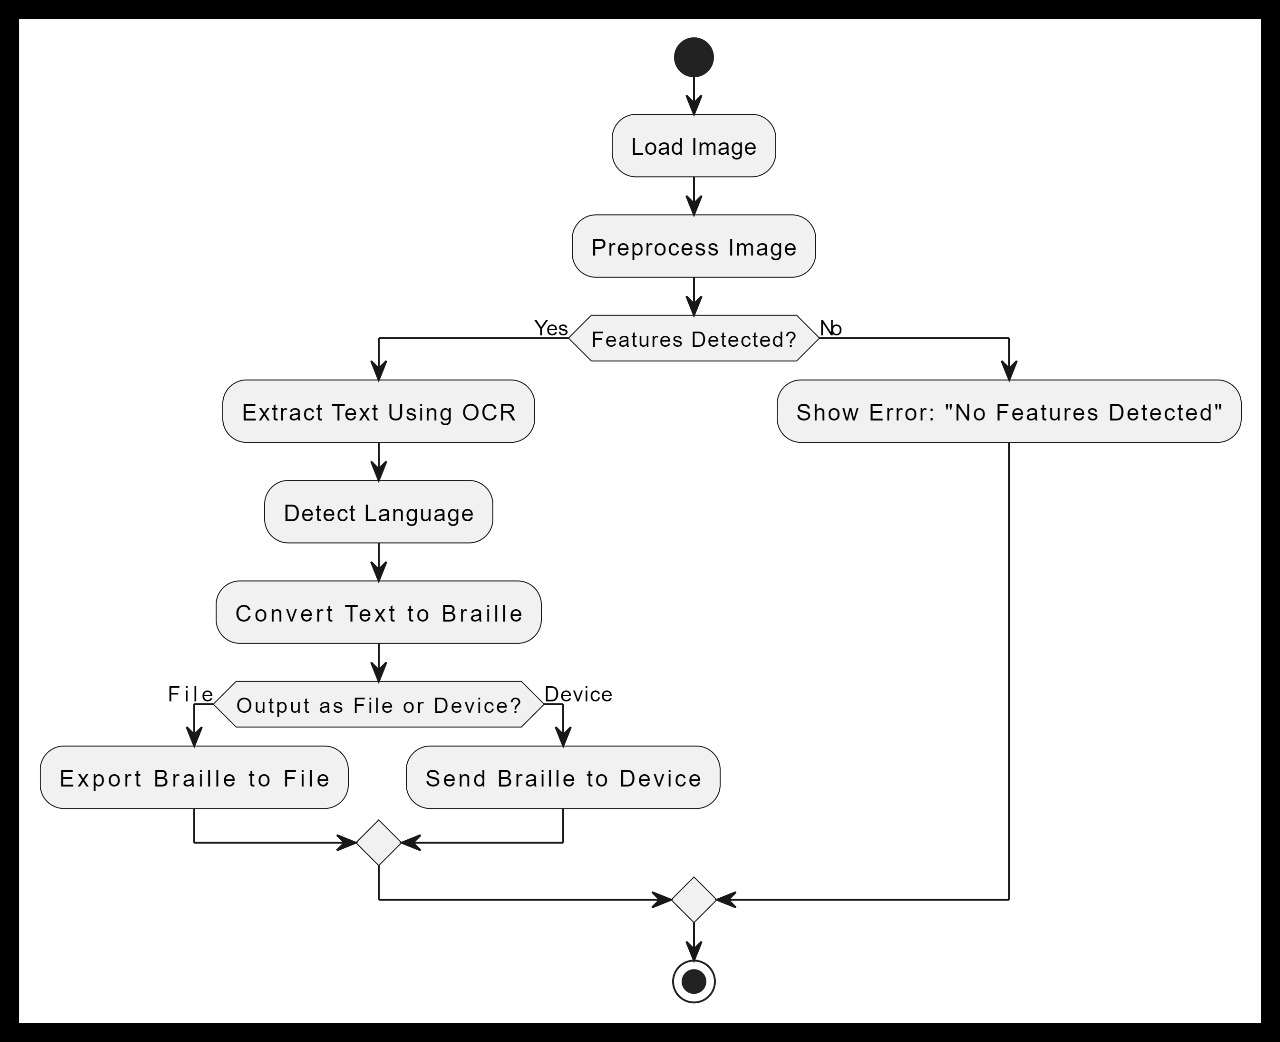 Load Image
Preprocess Image
Yes
Features Detected?
No
Extract Text Using OCR
Show Error: "No Features Detected"
Detect Language
Convert Text to Braille
File
Output as File or Device?
Device
Export Braille to File
Send Braille to Device